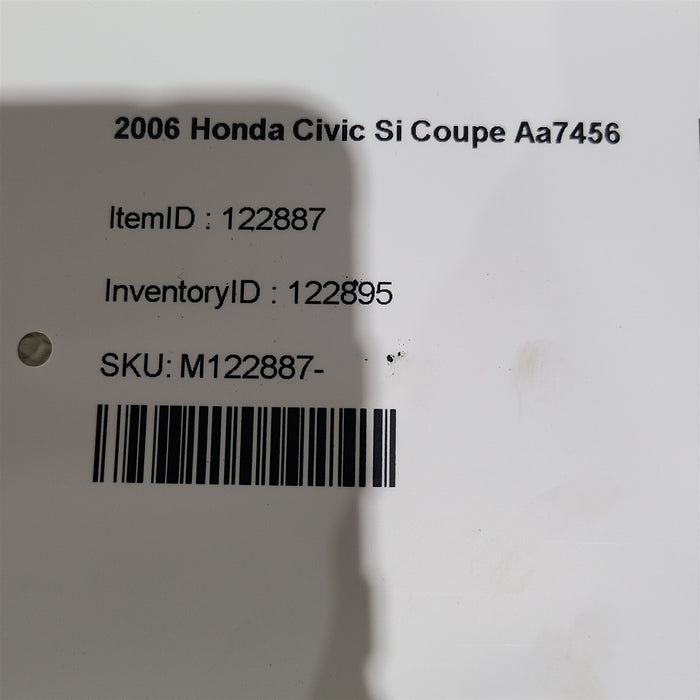 2006 Honda Civic Si Coupe Aa7456
ItemID : 122887
InventoryID : 122895
SKU: M122887-